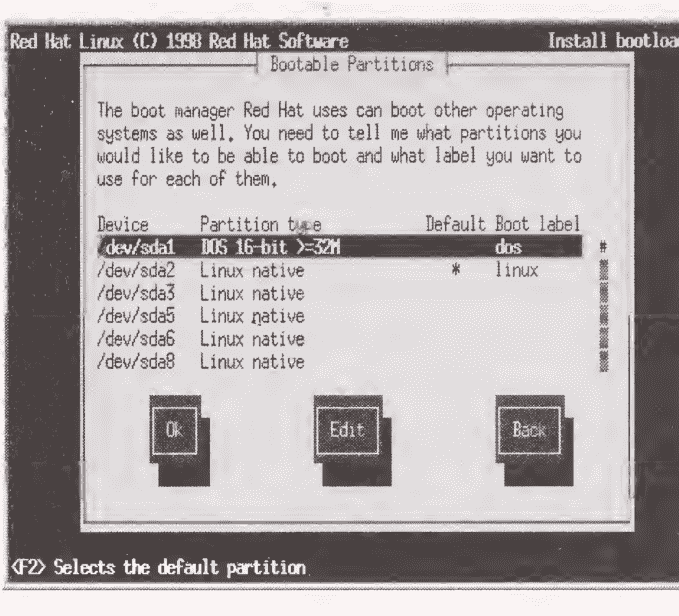 Red Hat Linux (C) 1998 Red Hat Software Install bootloa
Bootable Partitions
The boot manager Red Hat uses can boot other operating
systems as well. You need to tell me what partitions you
would like to be able to boot and what label you want to
use for each of them.
Device Partition type Default Boot label
/dev/sda1 DOS 16-bit >=32M dos #
/dev/sda2 Linux native * linux
/dev/sda3 Linux native
/dev/sda5 Linux native
/dev/sda6 Linux native
/dev/sda8 Linux native
Ok Edit Back
<F2> Selects the default partition